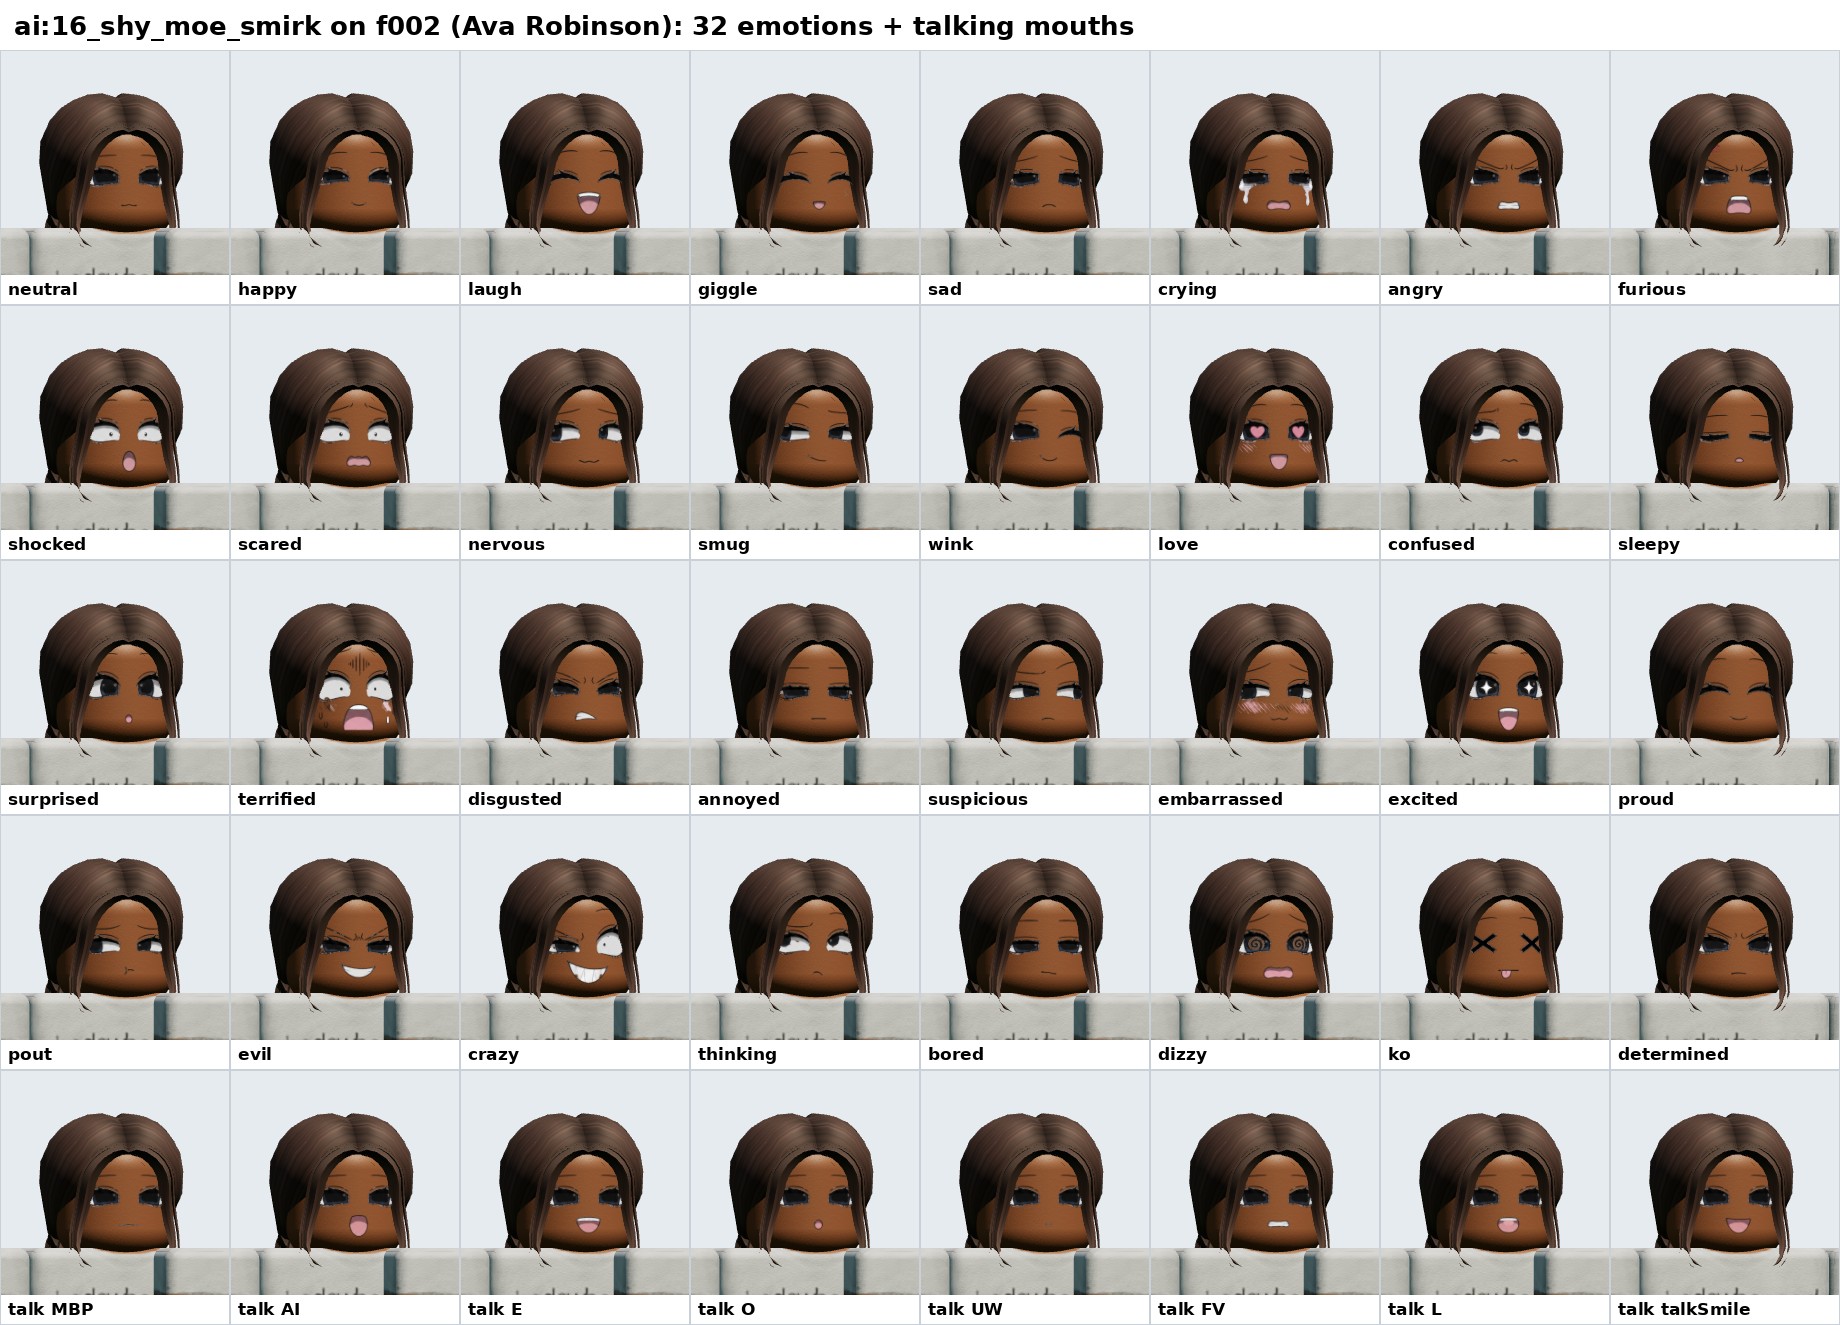 ai:16_shy_moe_smirk on f002 (Ava Robinson): 32 emotions + talking mouths
neutral happy laugh giggle sad crying angry furious
shocked scared nervous smug wink love confused sleepy
surprised terrified disgusted annoyed suspicious embarrassed excited proud
pout evil crazy thinking bored dizzy ko determined
talk MBP talk AI talk E talk O talk UW talk FV talk L talk talkSmile